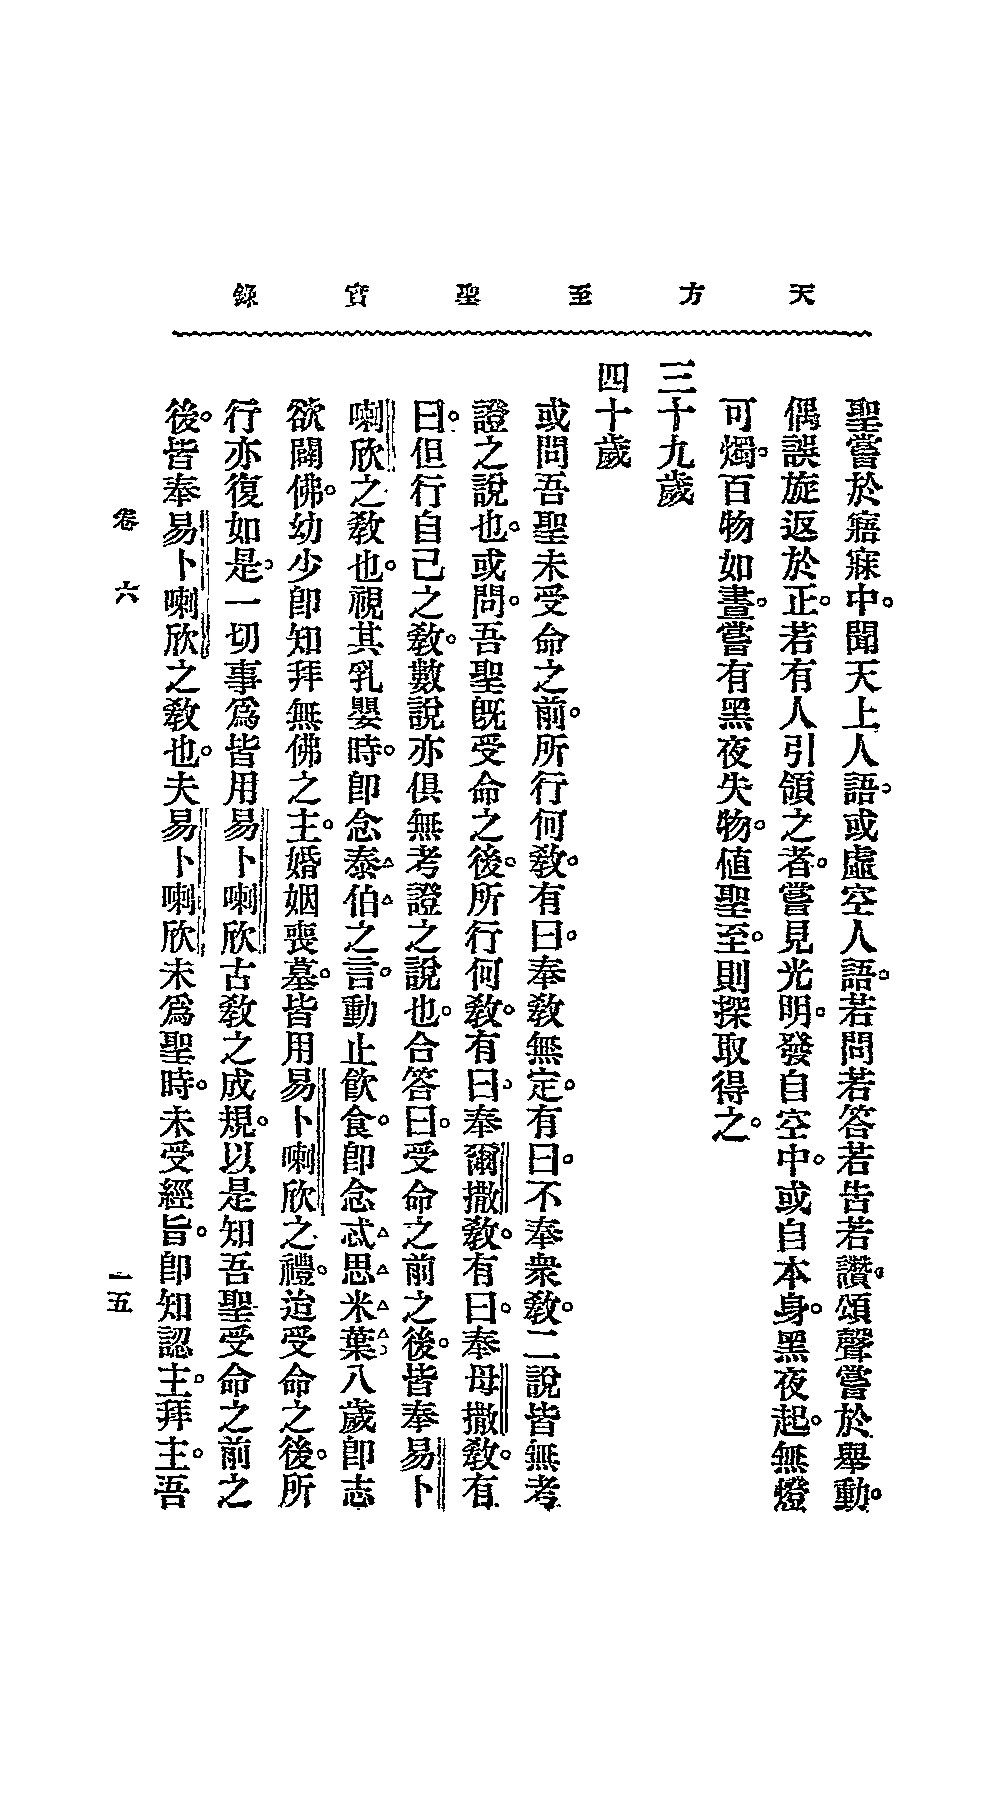 天方至聖實錄
聖嘗於寤寐中。聞天上人語。或虛空人語。若問若答若告若讚。頌聲嘗於舉動。
偶誤旋返於正。若有人引領之者。嘗見光明。發自空中。或自本身。黑夜起。無燈
可燭。百物如晝。嘗有黑夜失物。値聖至。則探取得之。
三十九歲
四十歲
或問吾聖未受命之前。所行何敎。有曰。奉敎無定。有曰。不奉衆敎。二說皆無考
證之說也。或問。吾聖旣受命之後。所行何敎。有曰。奉爾撒敎。有曰。奉母撒敎。有
曰。但行自己之敎。數說亦俱無考證之說也。合答曰。受命之前之後。皆奉易卜
喇欣之敎也。視其乳嬰時。卽念泰伯之言。動止飮食。卽念忒思米葉。八歲卽志
欲闢佛。幼少卽知拜無佛之主。婚姻喪墓。皆用易卜喇欣之禮。迨受命之後。所
行亦復如是。一切事爲皆用易卜喇欣古敎之成規。以是知吾聖受命之前之
後。皆奉易卜喇欣之敎也。夫易卜喇欣未爲聖時。未受經旨。卽知認主。拜主。吾
卷六
一五